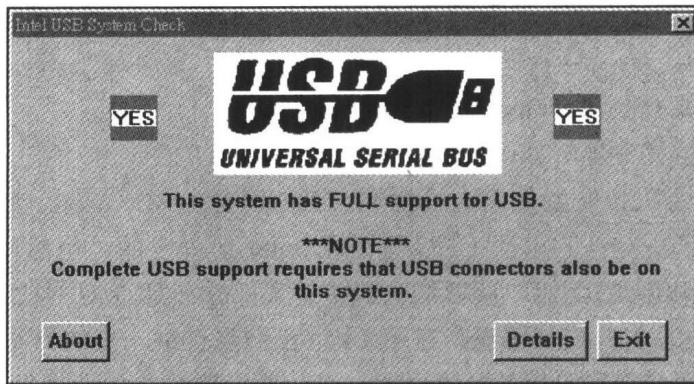 Intel USB System Check
YES
USB
YES
UNIVERSAL SERIAL BUS
This system has FULL support for USB.
***NOTE***
Complete USB support requires that USB connectors also be on
this system.
About
Details
Exit